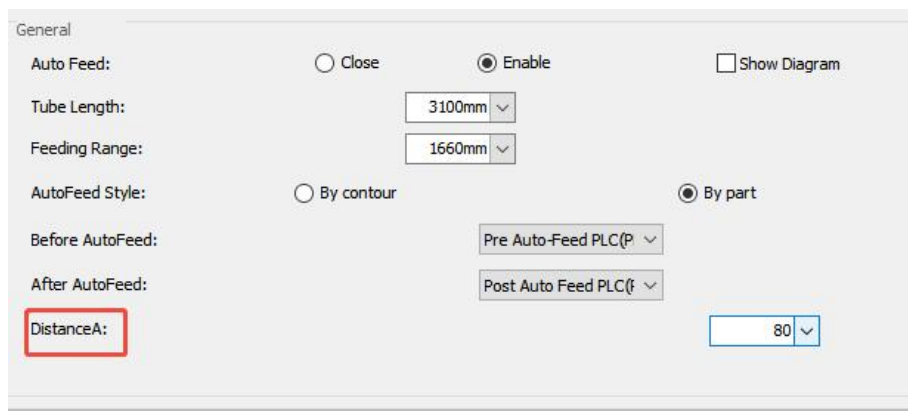 General
Auto Feed: Close Enable Show Diagram
Tube Length: 3100mm
Feeding Range: 1660mm
AutoFeed Style: By contour By part
Before AutoFeed: Pre Auto-Feed PLC(P
After AutoFeed: Post Auto Feed PLC(
DistanceA: 80